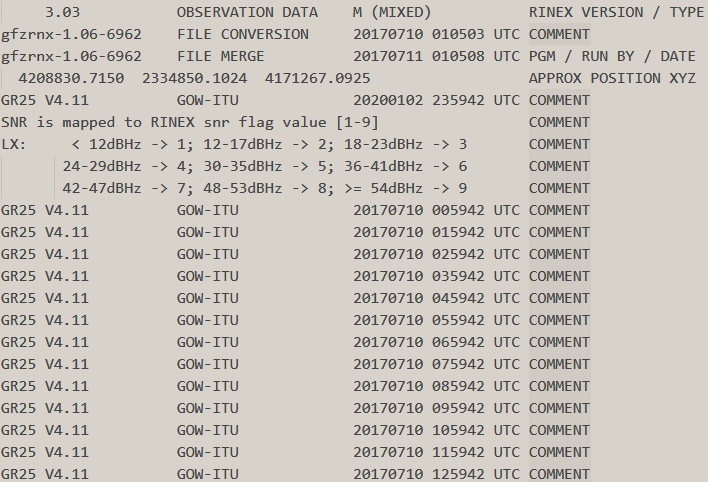 3.03           OBSERVATION DATA    M (MIXED)           RINEX VERSION / TYPE
gfzrnx-1.06-6962    FILE CONVERSION     20170710 010503 UTC COMMENT
gfzrnx-1.06-6962    FILE MERGE          20170711 010508 UTC PGM / RUN BY / DATE
  4208830.7150  2334850.1024  4171267.0925                  APPROX POSITION XYZ
GR25 V4.11          GOW-ITU             20200102 235942 UTC COMMENT
SNR is mapped to RINEX snr flag value [1-9]                 COMMENT
LX:     < 12dBHz -> 1; 12-17dBHz -> 2; 18-23dBHz -> 3       COMMENT
       24-29dBHz -> 4; 30-35dBHz -> 5; 36-41dBHz -> 6       COMMENT
       42-47dBHz -> 7; 48-53dBHz -> 8; >= 54dBHz -> 9       COMMENT
GR25 V4.11          GOW-ITU             20170710 005942 UTC COMMENT
GR25 V4.11          GOW-ITU             20170710 015942 UTC COMMENT
GR25 V4.11          GOW-ITU             20170710 025942 UTC COMMENT
GR25 V4.11          GOW-ITU             20170710 035942 UTC COMMENT
GR25 V4.11          GOW-ITU             20170710 045942 UTC COMMENT
GR25 V4.11          GOW-ITU             20170710 055942 UTC COMMENT
GR25 V4.11          GOW-ITU             20170710 065942 UTC COMMENT
GR25 V4.11          GOW-ITU             20170710 075942 UTC COMMENT
GR25 V4.11          GOW-ITU             20170710 085942 UTC COMMENT
GR25 V4.11          GOW-ITU             20170710 095942 UTC COMMENT
GR25 V4.11          GOW-ITU             20170710 105942 UTC COMMENT
GR25 V4.11          GOW-ITU             20170710 115942 UTC COMMENT
GR25 V4.11          GOW-ITU             20170710 125942 UTC COMMENT